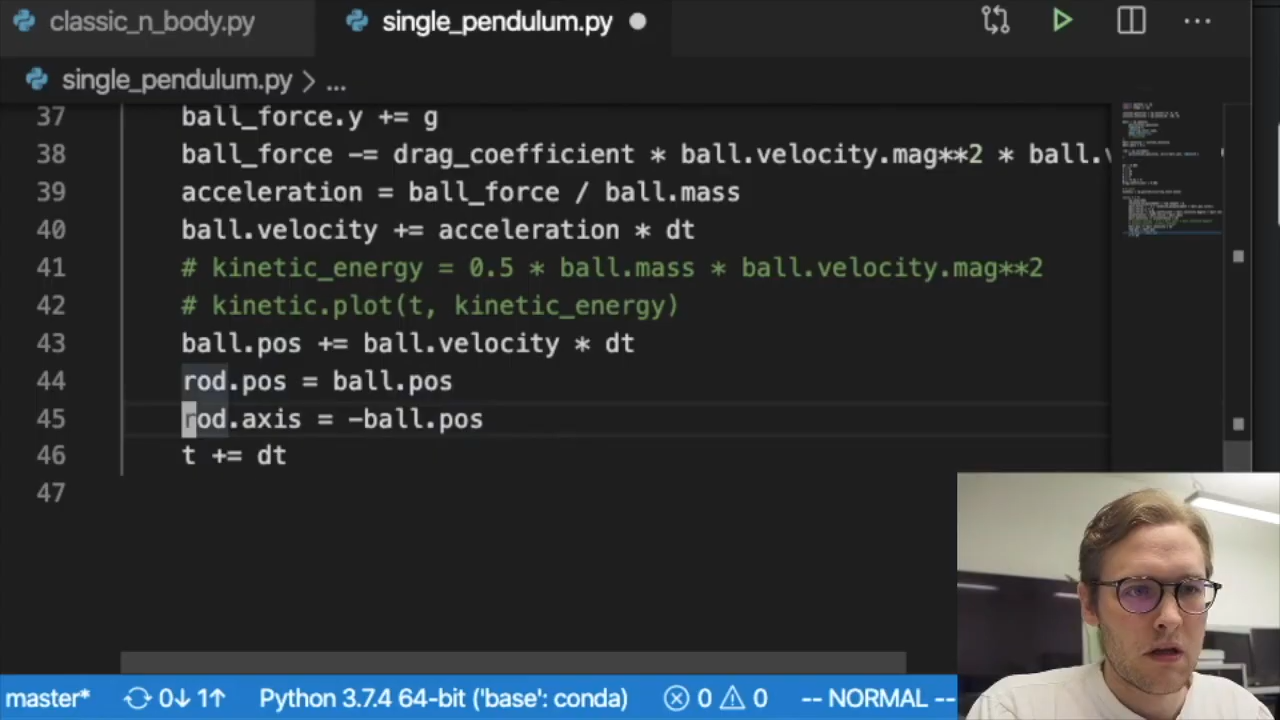 classic_n_body.py single_pendulum.py
single_pendulum.py > ...
37 ball_force.y += g
38 ball_force -= drag_coefficient * ball.velocity.mag**2 * ball.v
39 acceleration = ball_force / ball.mass
40 ball.velocity += acceleration * dt
41 # kinetic_energy = 0.5 * ball.mass * ball.velocity.mag**2
42 # kinetic.plot(t, kinetic_energy)
43 ball.pos += ball.velocity * dt
44 rod.pos = ball.pos
45 rod.axis = -ball.pos
46 t += dt
47
master* 0↓ 1↑ Python 3.7.4 64-bit ('base': conda) 0 0 -- NORMAL --